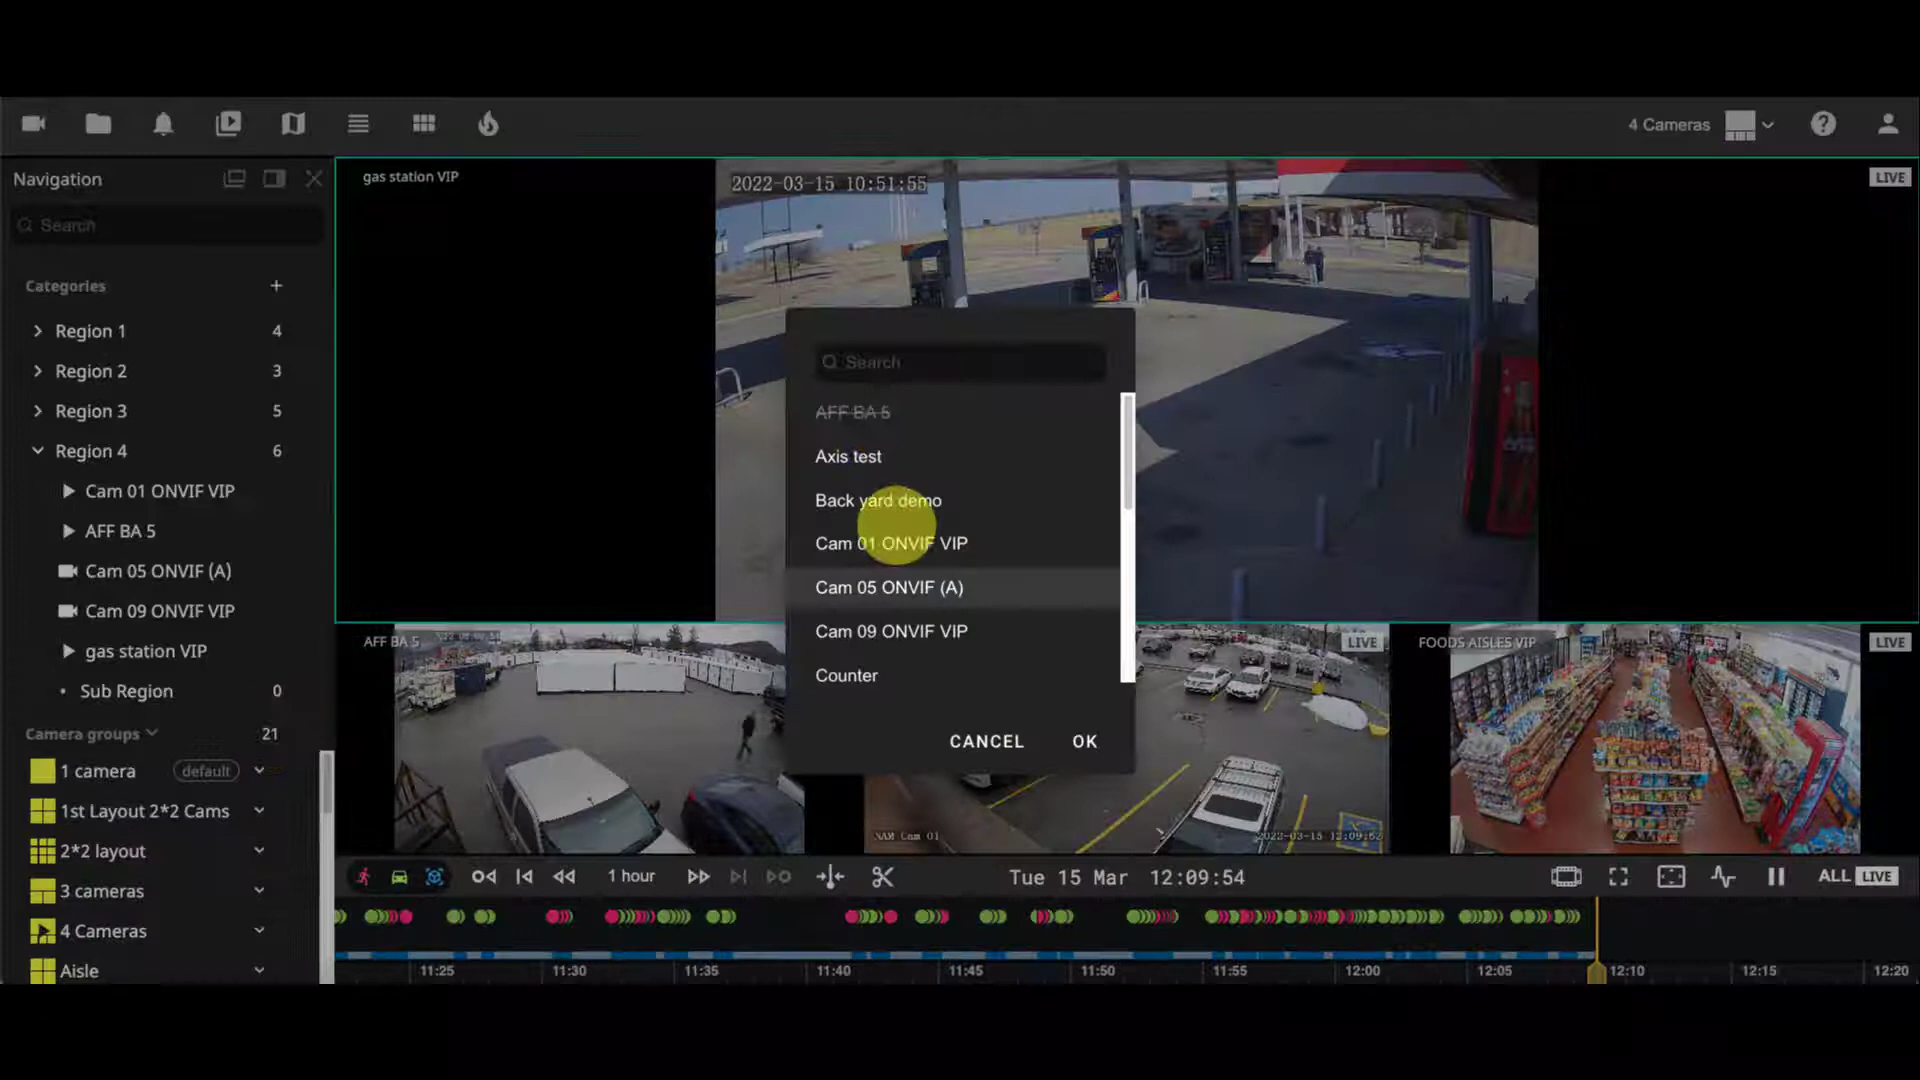 4 Cameras
Navigation
Search
Categories
Region 1 4
Region 2 3
Region 3 5
Region 4 6
Cam 01 ONVIF VIP
AFF BA 5
Cam 05 ONVIF (A)
Cam 09 ONVIF VIP
gas station VIP
Sub Region 0
Camera groups 21
1 camera default
1st Layout 2*2 Cams
2*2 layout
3 cameras
4 Cameras
Aisle
gas station VIP
2022-03-15 10:51:55
LIVE
Search
AFF BA 5
Axis test
Back yard demo
Cam 01 ONVIF VIP
Cam 05 ONVIF (A)
Cam 09 ONVIF VIP
Counter
CANCEL OK
AFF BA 5
LIVE
NAM Cam 01
FOODS AISLES VIP
LIVE
1 hour
Tue 15 Mar 12:09:54
ALL LIVE
11:25 11:30 11:35 11:40 11:45 11:50 11:55 12:00 12:05 12:10 12:15 12:20